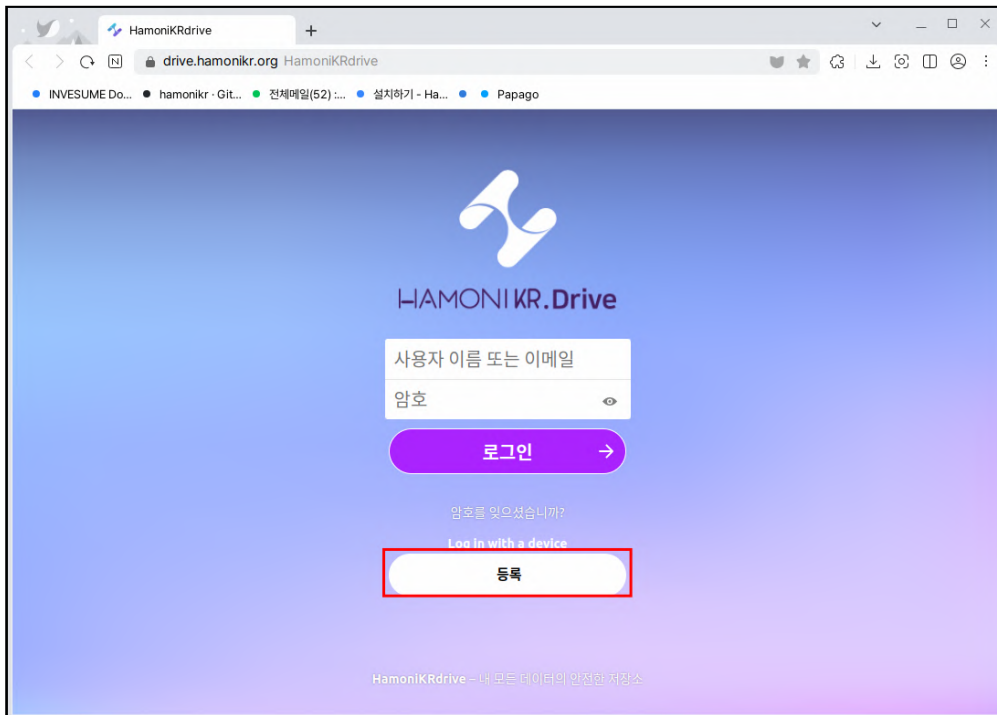 HamoniKRdrive
drive.hamonikr.org HamoniKRdrive
INVESUME Do... hamonikr · Git... 전체메일(52) :... 설치하기 – Ha... Papago
HAMONIKR.Drive
사용자 이름 또는 이메일
암호
로그인
암호를 잊으셨습니까?
Log in with a device
등록
HamoniKRdrive – 내 모든 데이터의 안전한 저장소